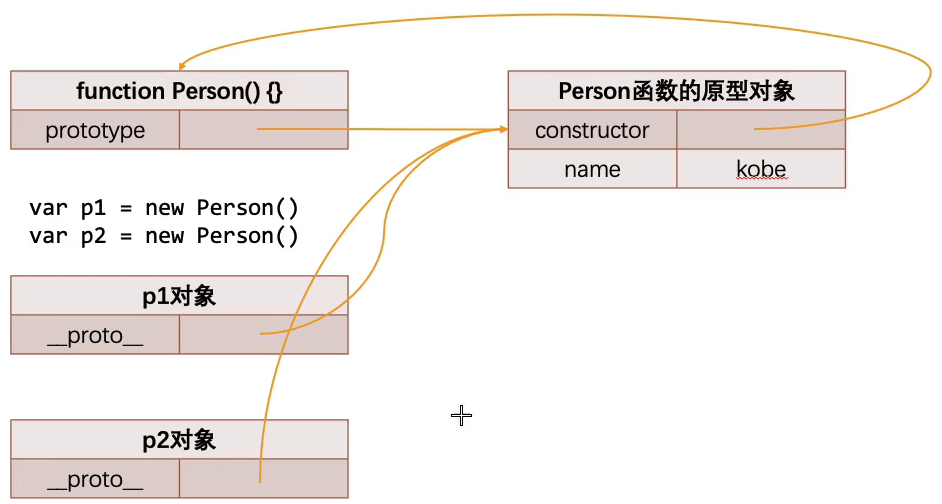 function Person() {}
prototype
Person函数的原型对象
constructor
name kobe
var p1 = new Person()
var p2 = new Person()
p1对象
__proto__
p2对象
__proto__